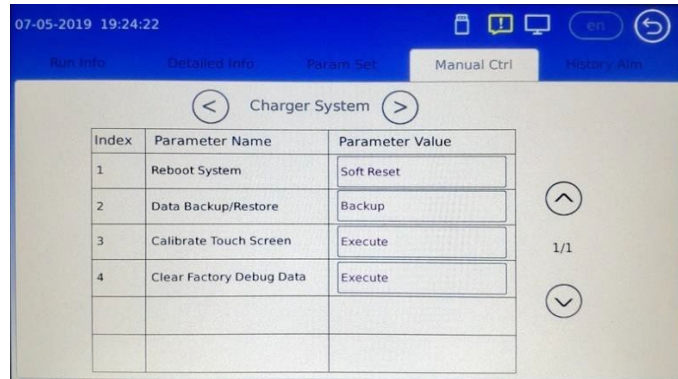 07-05-2019 19:24:22
en
Run Info Detailed Info Param Set Manual Ctrl History Alm
< Charger System >
Index Parameter Name Parameter Value
1 Reboot System Soft Reset
2 Data Backup/Restore Backup
3 Calibrate Touch Screen Execute
1/1
4 Clear Factory Debug Data Execute